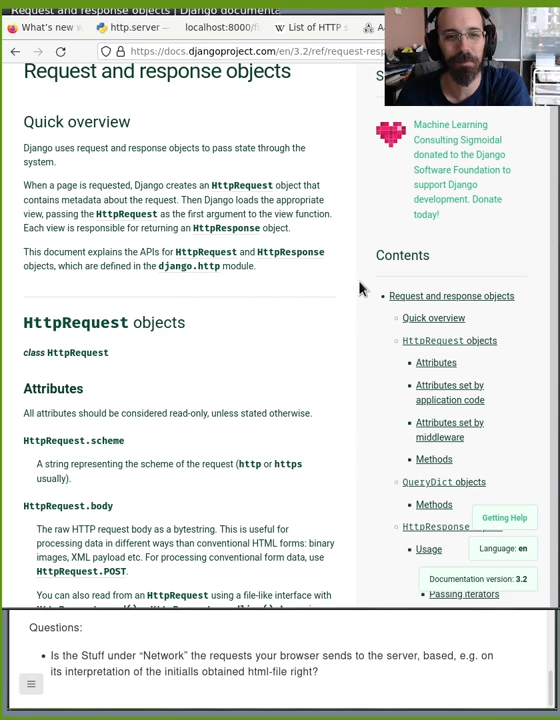 Request and response objects | Django documenta
What's new
http.server —
localhost:8000/f
List of HTTP s
https://docs.djangoproject.com/en/3.2/ref/request-resp
Request and response objects
Quick overview
Django uses request and response objects to pass state through the
system.
When a page is requested, Django creates an HttpRequest object that
contains metadata about the request. Then Django loads the appropriate
view, passing the HttpRequest as the first argument to the view function.
Each view is responsible for returning an HttpResponse object.
This document explains the APIs for HttpRequest and HttpResponse
objects, which are defined in the django.http module.
HttpRequest objects
class HttpRequest
Attributes
All attributes should be considered read-only, unless stated otherwise.
HttpRequest.scheme
A string representing the scheme of the request (http or https
usually).
HttpRequest.body
The raw HTTP request body as a bytestring. This is useful for
processing data in different ways than conventional HTML forms: binary
images, XML payload etc. For processing conventional form data, use
HttpRequest.POST.
You can also read from an HttpRequest using a file-like interface with
Machine Learning
Consulting Sigmoidal
donated to the Django
Software Foundation to
support Django
development. Donate
today!
Contents
Request and response objects
Quick overview
HttpRequest objects
Attributes
Attributes set by
application code
Attributes set by
middleware
Methods
QueryDict objects
Methods
HttpResponse
Usage
Passing iterators
Getting Help
Language: en
Documentation version: 3.2
Questions:
• Is the Stuff under “Network” the requests your browser sends to the server, based, e.g. on
its interpretation of the initialls obtained html-file right?